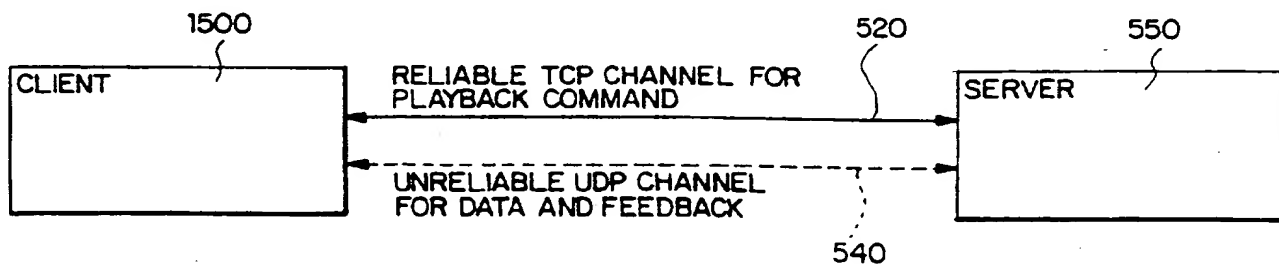 1500
520
550
CLIENT
RELIABLE TCP CHANNEL FOR
PLAYBACK COMMAND
SERVER
UNRELIABLE UDP CHANNEL
FOR DATA AND FEEDBACK
540